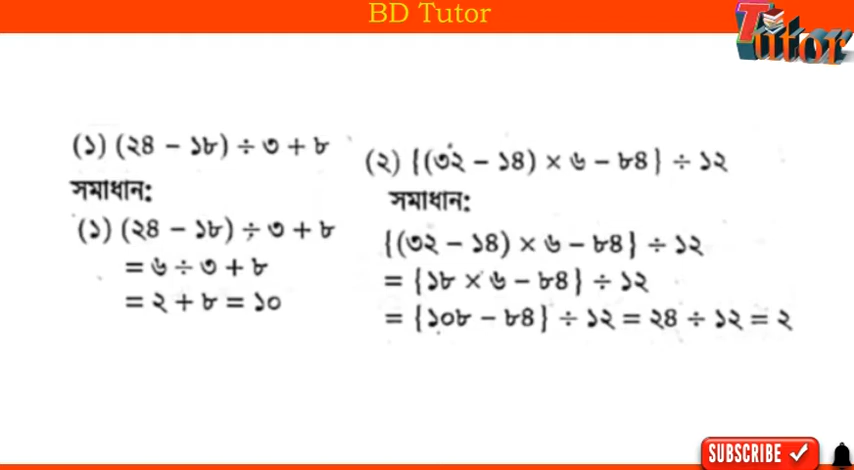 BD Tutor
Tutor
(১) (২৪ – ১৮) ÷ ৩ + ৮
সমাধান:
(১) (২৪ – ১৮) ÷ ৩ + ৮
= ৬ ÷ ৩ + ৮
= ২ + ৮ = ১০
(২) {(৩২ – ১৪) × ৬ – ৮৪} ÷ ১২
সমাধান:
{(৩২ – ১৪) × ৬ – ৮৪} ÷ ১২
= {১৮ × ৬ – ৮৪} ÷ ১২
= {১০৮ – ৮৪} ÷ ১২ = ২৪ ÷ ১২ = ২
SUBSCRIBE